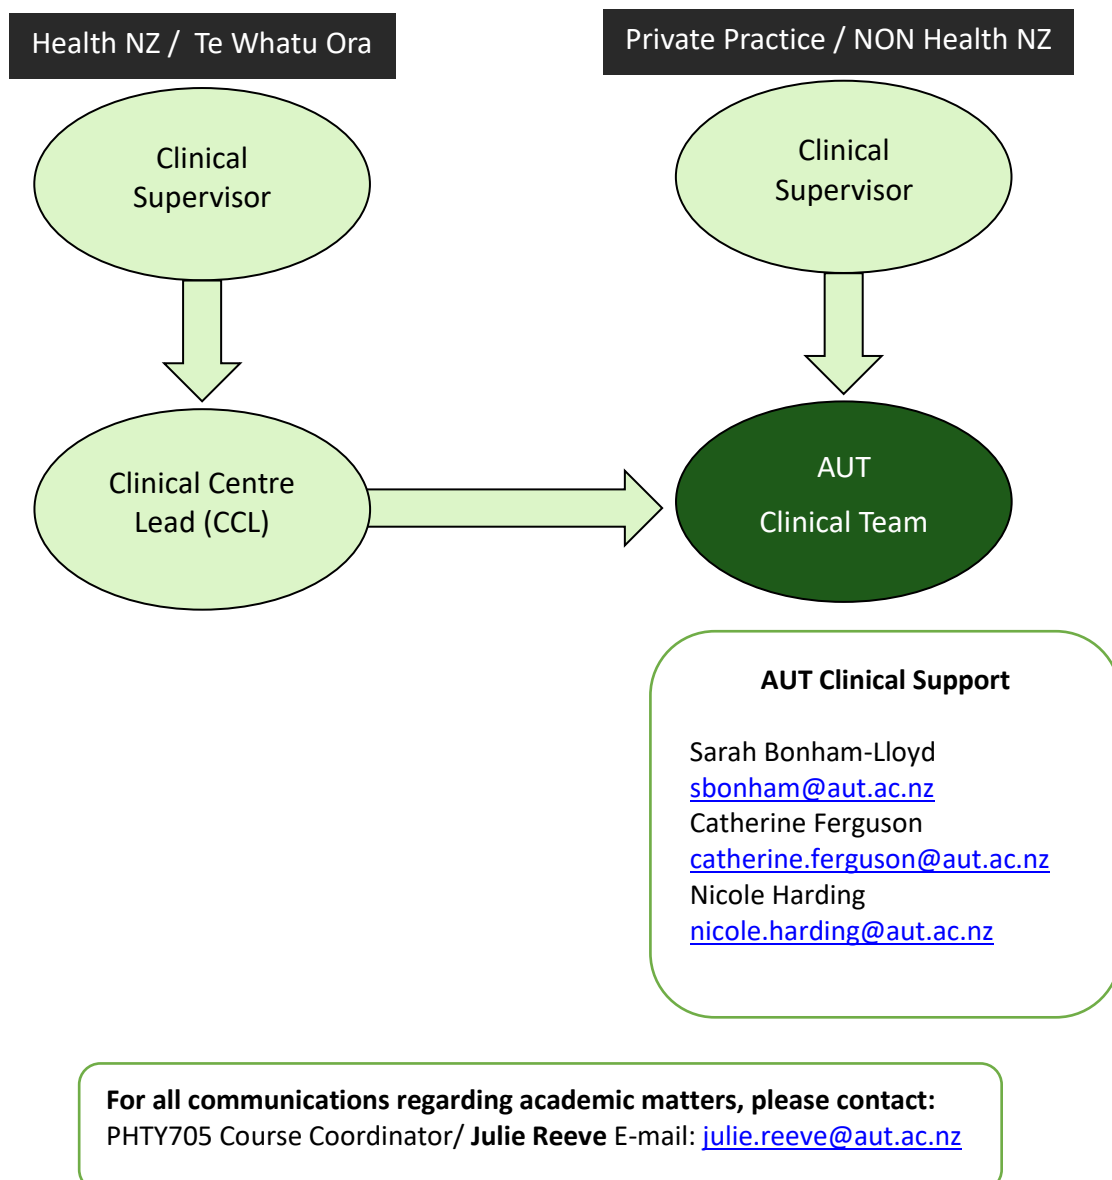 Health NZ / Te Whatu Ora
Private Practice / NON Health NZ
Clinical
Supervisor
Clinical
Supervisor
Clinical Centre
Lead (CCL)
AUT
Clinical Team
AUT Clinical Support
Sarah Bonham-Lloyd
sbonham@aut.ac.nz
Catherine Ferguson
catherine.ferguson@aut.ac.nz
Nicole Harding
nicole.harding@aut.ac.nz
For all communications regarding academic matters, please contact:
PHTY705 Course Coordinator/ Julie Reeve E-mail: julie.reeve@aut.ac.nz